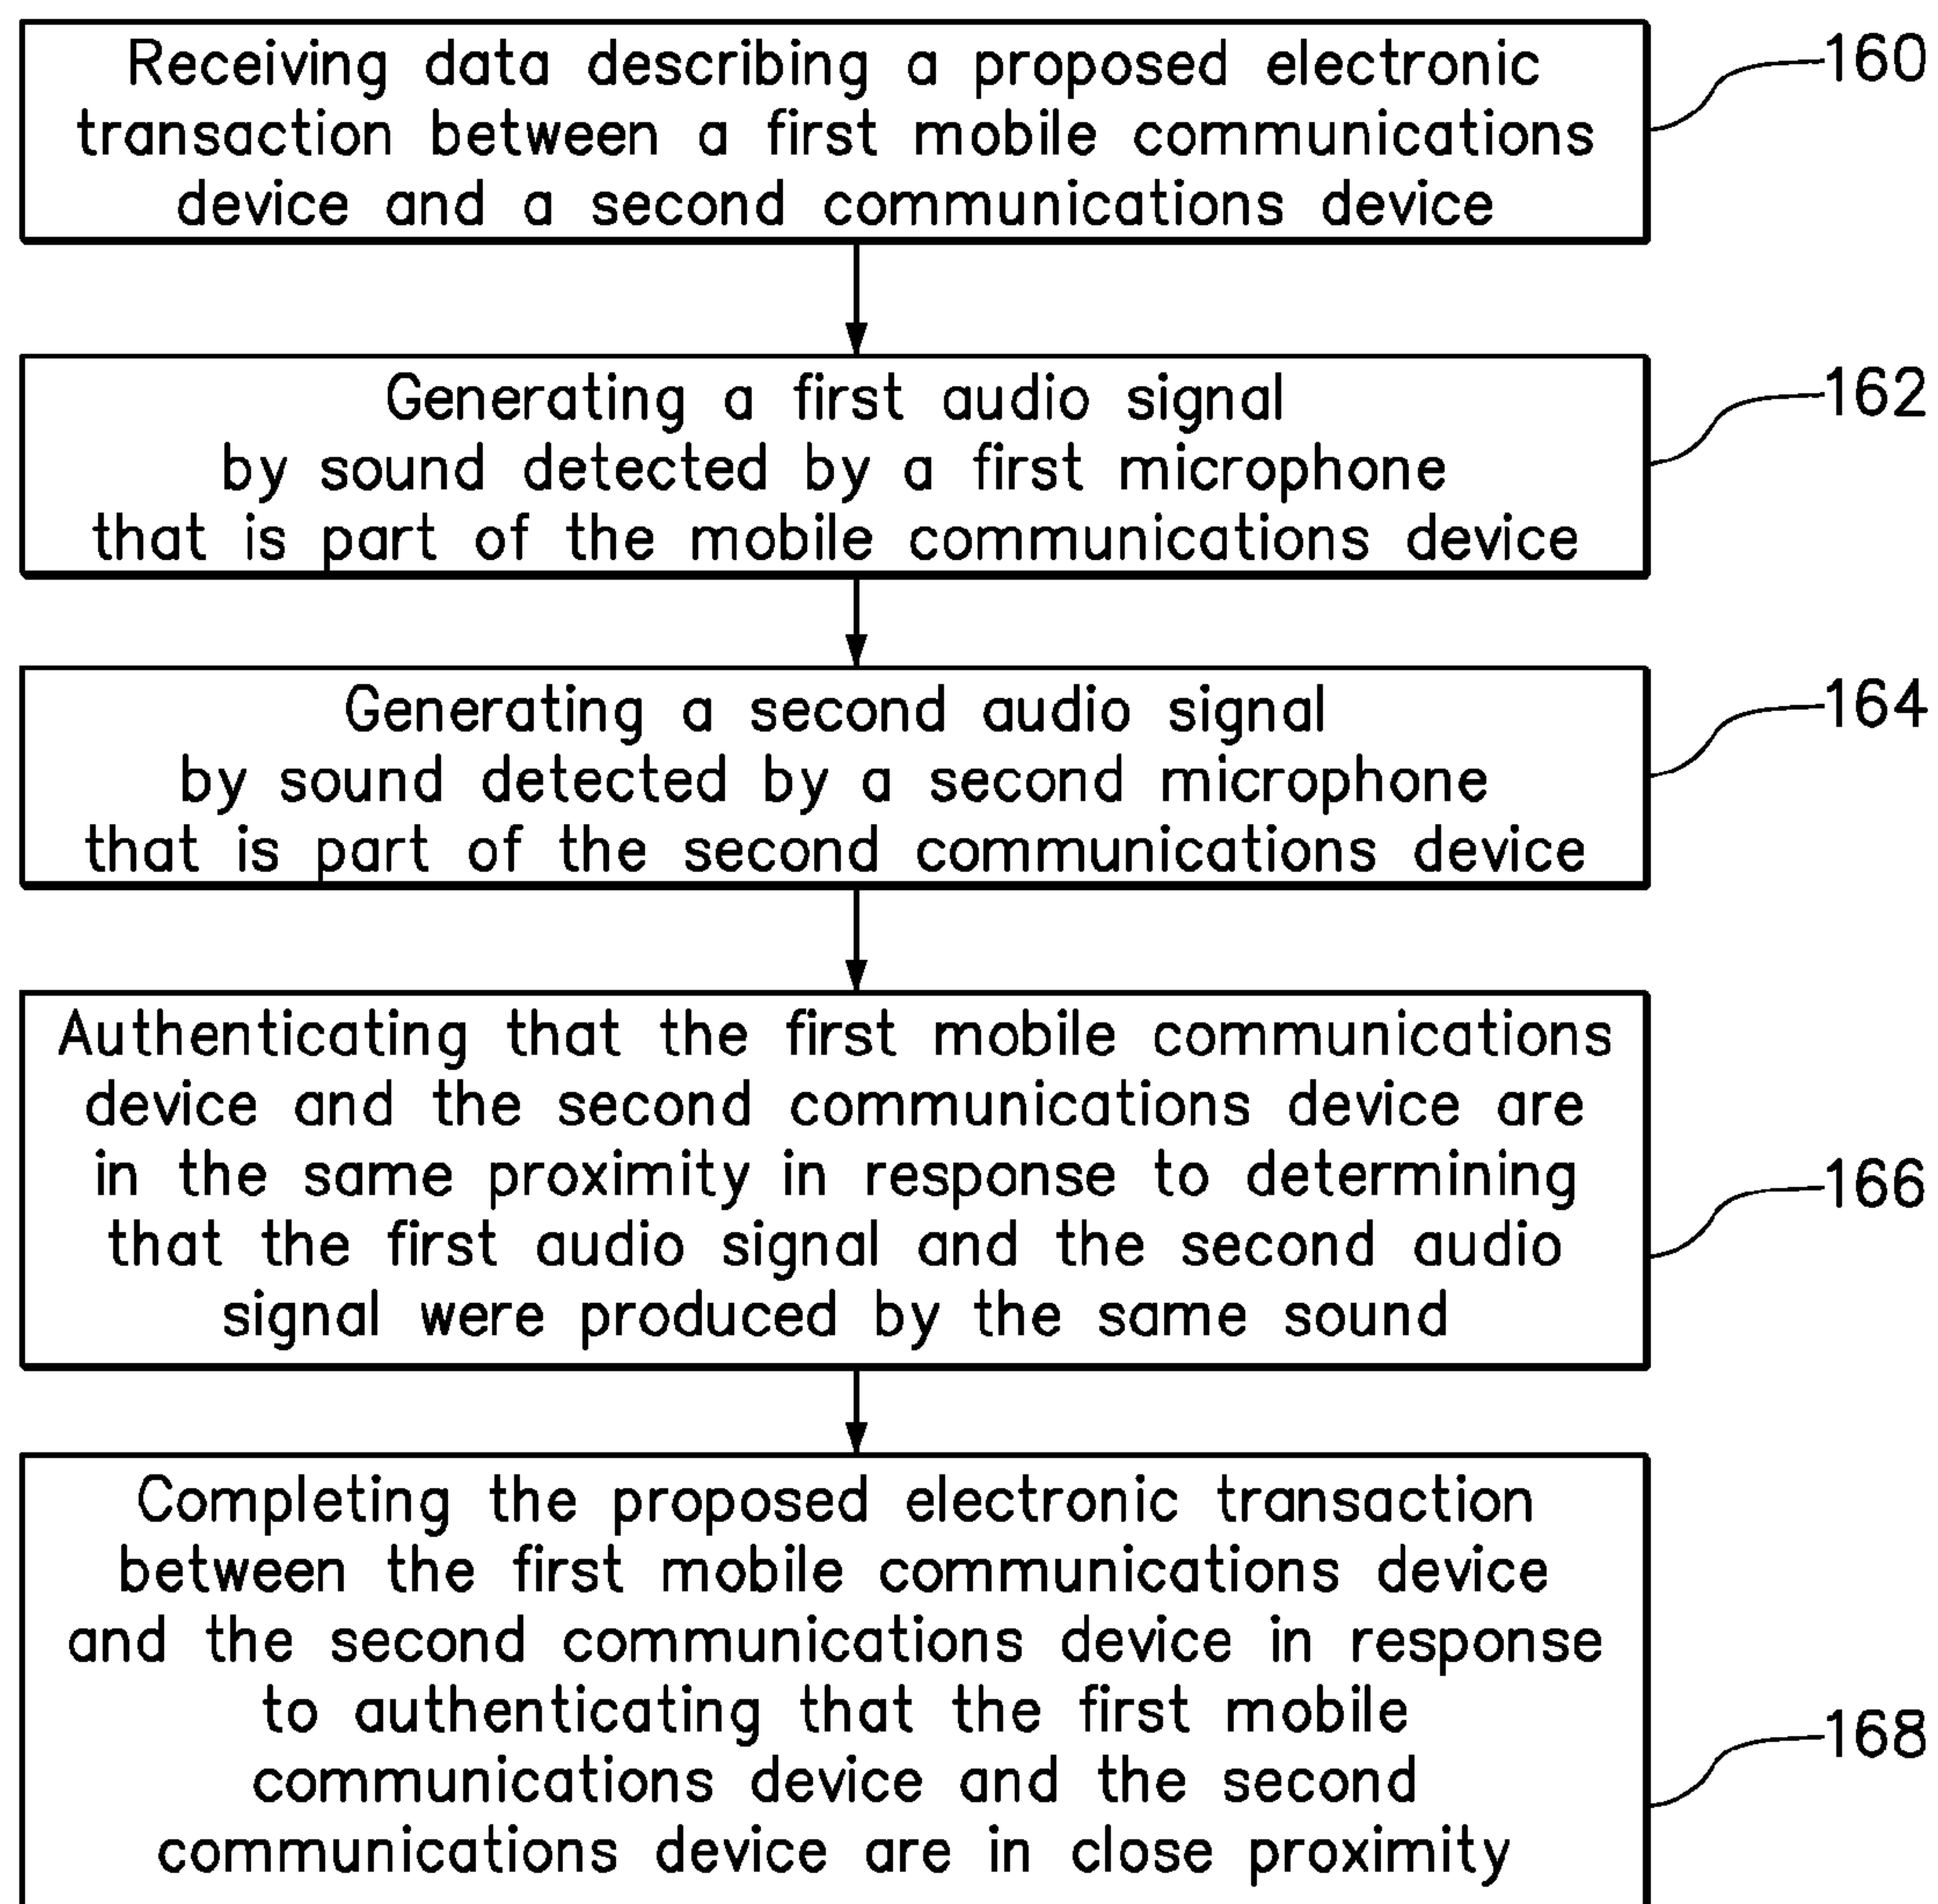 Receiving data describing a proposed electronic
transaction between a first mobile communications
device and a second communications device
160
Generating a first audio signal
by sound detected by a first microphone
that is part of the mobile communications device
162
Generating a second audio signal
by sound detected by a second microphone
that is part of the second communications device
164
Authenticating that the first mobile communications
device and the second communications device are
in the same proximity in response to determining
that the first audio signal and the second audio
signal were produced by the same sound
166
Completing the proposed electronic transaction
between the first mobile communications device
and the second communications device in response
to authenticating that the first mobile
communications device and the second
communications device are in close proximity
168